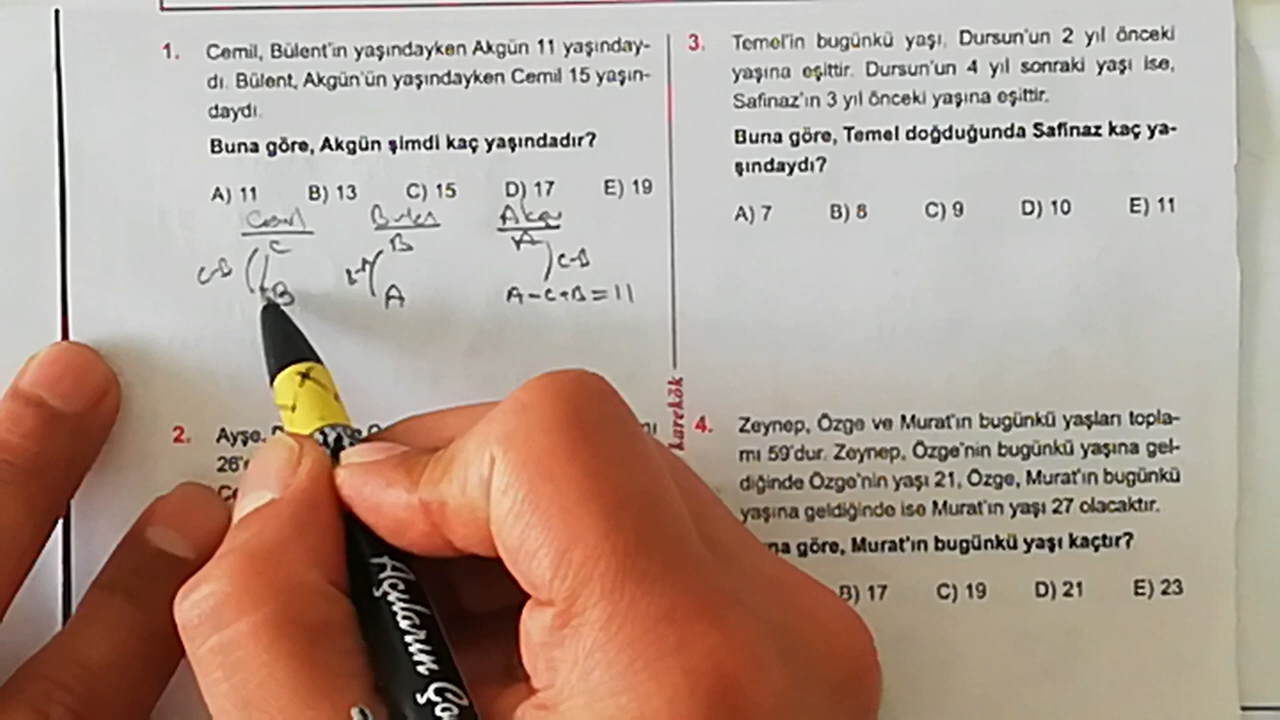 1. Cemil, Bülent'in yaşındayken Akgün 11 yaşınday-
dı. Bülent, Akgün'ün yaşındayken Cemil 15 yaşın-
daydı.
Buna göre, Akgün şimdi kaç yaşındadır?
A) 11 B) 13 C) 15 D) 17 E) 19
C B A
C-B C-B
B A A-C+B=11
2. Ayşe,
26'
karekök
3. Temel'in bugünkü yaşı, Dursun'un 2 yıl önceki
yaşına eşittir. Dursun'un 4 yıl sonraki yaşı ise,
Safinaz'ın 3 yıl önceki yaşına eşittir.
Buna göre, Temel doğduğunda Safinaz kaç ya-
şındaydı?
A) 7 B) 8 C) 9 D) 10 E) 11
4. Zeynep, Özge ve Murat'ın bugünkü yaşları topla-
mı 59'dur. Zeynep, Özge'nin bugünkü yaşına gel-
diğinde Özge'nin yaşı 21, Özge, Murat'ın bugünkü
yaşına geldiğinde ise Murat'ın yaşı 27 olacaktır.
na göre, Murat'ın bugünkü yaşı kaçtır?
B) 17 C) 19 D) 21 E) 23
Açıların